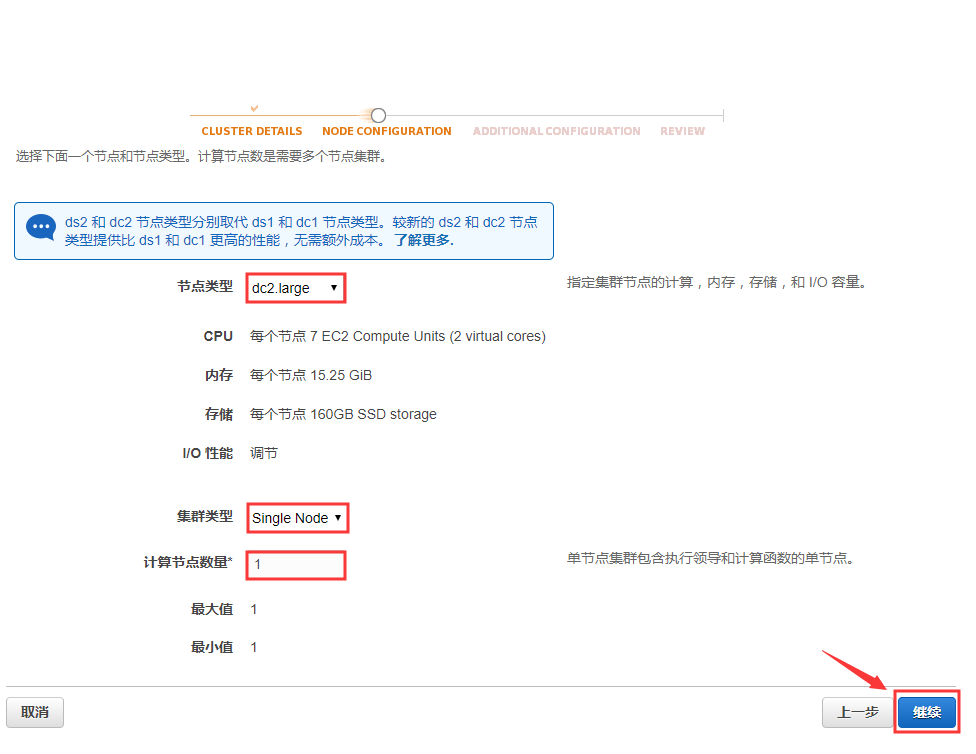 CLUSTER DETAILS NODE CONFIGURATION ADDITIONAL CONFIGURATION REVIEW
选择下面一个节点和节点类型。计算节点数是需要多个节点集群。
ds2 和 dc2 节点类型分别取代 ds1 和 dc1 节点类型。较新的 ds2 和 dc2 节点
类型提供比 ds1 和 dc1 更高的性能，无需额外成本。 了解更多.
节点类型 dc2.large 指定集群节点的计算，内存，存储，和 I/O 容量。
CPU 每个节点 7 EC2 Compute Units (2 virtual cores)
内存 每个节点 15.25 GiB
存储 每个节点 160GB SSD storage
I/O 性能 调节
集群类型 Single Node
计算节点数量* 1 单节点集群包含执行领导和计算函数的单节点。
最大值 1
最小值 1
取消 上一步 继续